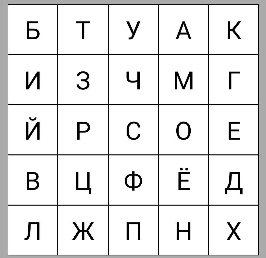 Б Т У А К
И З Ч М Г
Й Р С О Е
В Ц Ф Ё Д
Л Ж П Н Х